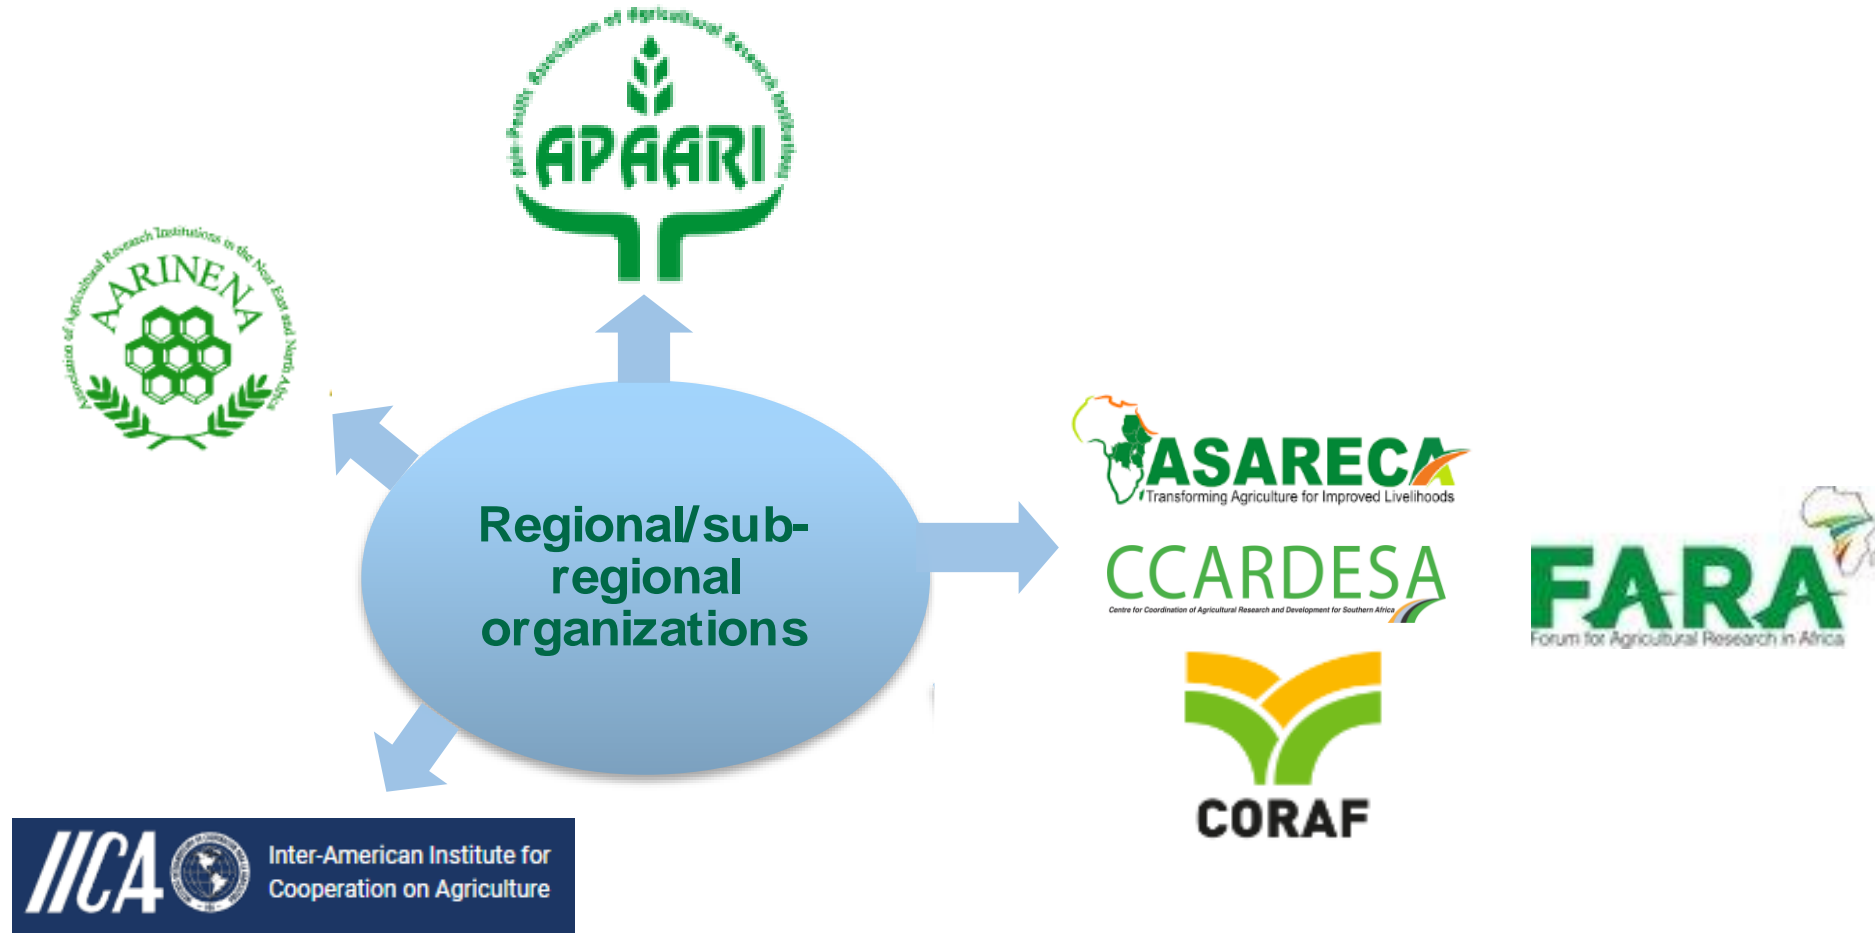 Asia-Pacific Association of Agricultural Research Institutions
APAARI
Association of Agricultural Research Institutions in the Near East and North Africa
AARINENA
Regional/sub-
regional
organizations
ASARECA
Transforming Agriculture for Improved Livelihoods
CCARDESA
Centre for Coordination of Agricultural Research and Development for Southern Africa
FARA
Forum for Agricultural Research in Africa
CORAF
IICA
Inter-American Institute for
Cooperation on Agriculture